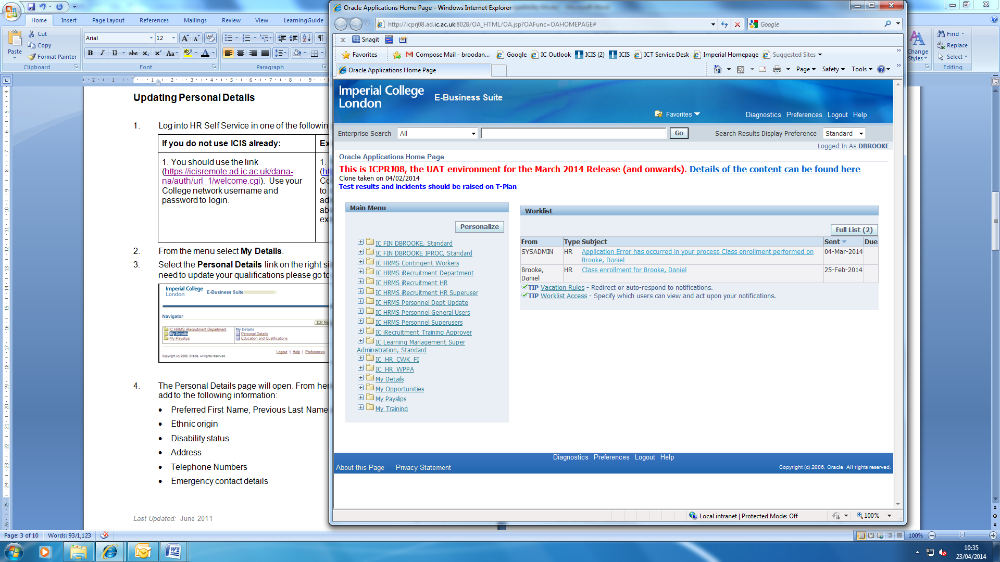 Home Insert Page Layout References Mailings Review View LearningGuide
Paste
Cut
Copy
Format Painter
Clipboard
Arial 12
Font
Paragraph
Change Styles
Find
Replace
Select
Editing
Updating Personal Details
1. Log into HR Self Service in one of the followin
If you do not use ICIS already:
1. You should use the link
(https://icisremote.ad.ic.ac.uk/dana-
na/auth/url_1/welcome.cgi). Use your
College network username and
password to login.
Ex
1.
(ht
Co
to
ad
ab
ex
2. From the menu select My Details.
3. Select the Personal Details link on the right si
need to update your qualifications please go to
Imperial College
London
E-Business Suite
Navigator
Edit Na
IC HRMS iRecruitment Department
My Details
My Payslips
My Details
Personal Details
Education and Qualifications
Logout | Help | Preferences
Copyright (c) 2006, Oracle. All rights reserved.
4. The Personal Details page will open. From her
add to the following information:
• Preferred First Name, Previous Last Name
• Ethnic origin
• Disability status
• Address
• Telephone Numbers
• Emergency contact details
Last Updated: June 2011
Page: 3 of 10 Words: 93/1,123
100%
Oracle Applications Home Page - Windows Internet Explorer
http://icprj08.ad.ic.ac.uk:8028/OA_HTML/OA.jsp?OAFunc=OAHOMEPAGE#
Google
x Snagit
Favorites Compose Mail - broodan... Google IC Outlook ICIS (2) ICIS ICT Service Desk Imperial Homepage Suggested Sites
Oracle Applications Home Page
Page Safety Tools
Imperial College
London
E-Business Suite
Favorites Diagnostics Preferences Logout Help
Enterprise Search All Go Search Results Display Preference Standard
Logged In As DBROOKE
Oracle Applications Home Page
This is ICPRJ08, the UAT environment for the March 2014 Release (and onwards). Details of the content can be found here
Clone taken on 04/02/2014
Test results and incidents should be raised on T-Plan
Main Menu
Personalize
IC FIN DBROOKE, Standard
IC FIN DBROOKE IPROC, Standard
IC HRMS Contingent Workers
IC HRMS iRecruitment Department
IC HRMS iRecruitment HR
IC HRMS iRecruitment HR Superuser
IC HRMS Personnel Dept Update
IC HRMS Personnel General Users
IC HRMS Personnel Superusers
IC iRecruitment Training Approver
IC Learning Management Super
Administration, Standard
IC_HR_CWK_FI
IC_HR_WPPA
My Details
My Opportunities
My Payslips
My Training
Worklist
Full List (2)
From Type Subject Sent Due
SYSADMIN HR Application Error has occurred in your process Class enrollment performed on 04-Mar-2014
Brooke, Daniel
Brooke, HR Class enrollment for Brooke, Daniel 25-Feb-2014
Daniel
TIP Vacation Rules - Redirect or auto-respond to notifications.
TIP Worklist Access - Specify which users can view and act upon your notifications.
Diagnostics Preferences Logout Help
About this Page Privacy Statement
Copyright (c) 2006, Oracle. All rights reserved.
Local intranet | Protected Mode: Off
100%
10:35
23/04/2014